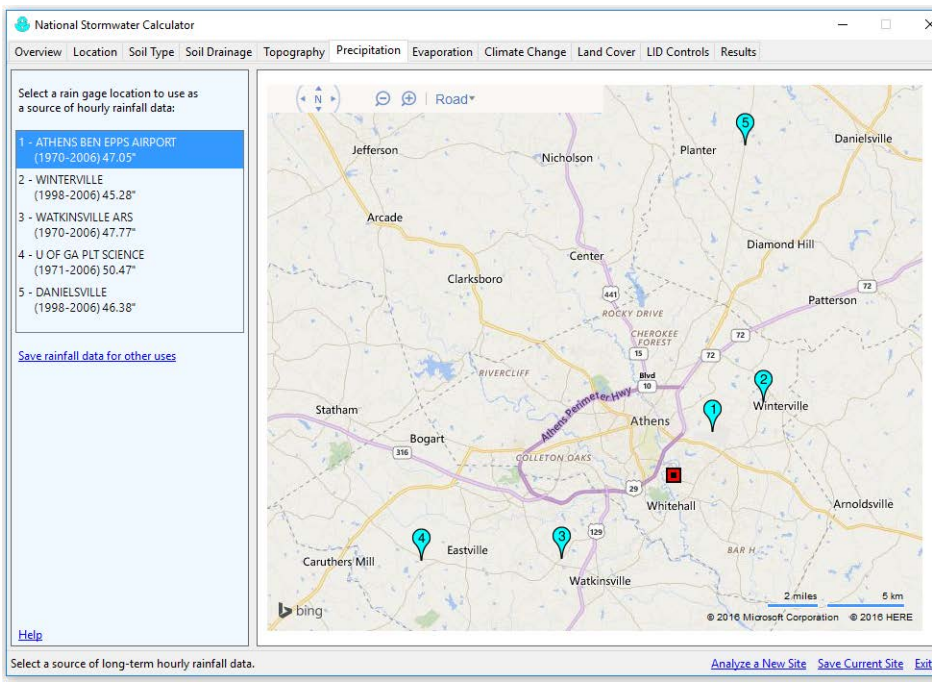 National Stormwater Calculator
Overview Location Soil Type Soil Drainage Topography Precipitation Evaporation Climate Change Land Cover LID Controls Results
Select a rain gage location to use as
a source of hourly rainfall data:
1 - ATHENS BEN EPPS AIRPORT
(1970-2006) 47.05"
2 - WINTERVILLE
(1998-2006) 45.28"
3 - WATKINSVILLE ARS
(1970-2006) 47.77"
4 - U OF GA PLT SCIENCE
(1971-2006) 50.47"
5 - DANIELSVILLE
(1998-2006) 46.38"
Save rainfall data for other uses
Help
N Road
5
Jefferson
Nicholson
Planter
Danielsville
Arcade
Diamond Hill
Center
Clarksboro
72
441
Patterson
ROCKY DRIVE
CHEROKEE
FOREST
72
15
72
RIVERCLIFF
Blvd
10
2
Athens Perimeter Hwy
Statham
1
Winterville
Athens
Bogart
316
COLLETON OAKS
29
Whitehall
Arnoldsville
129
3
4
Eastville
BAR H
Caruthers Mill
Watkinsville
2 miles 5 km
bing
© 2016 Microsoft Corporation © 2016 HERE
Select a source of long-term hourly rainfall data.
Analyze a New Site Save Current Site Exit